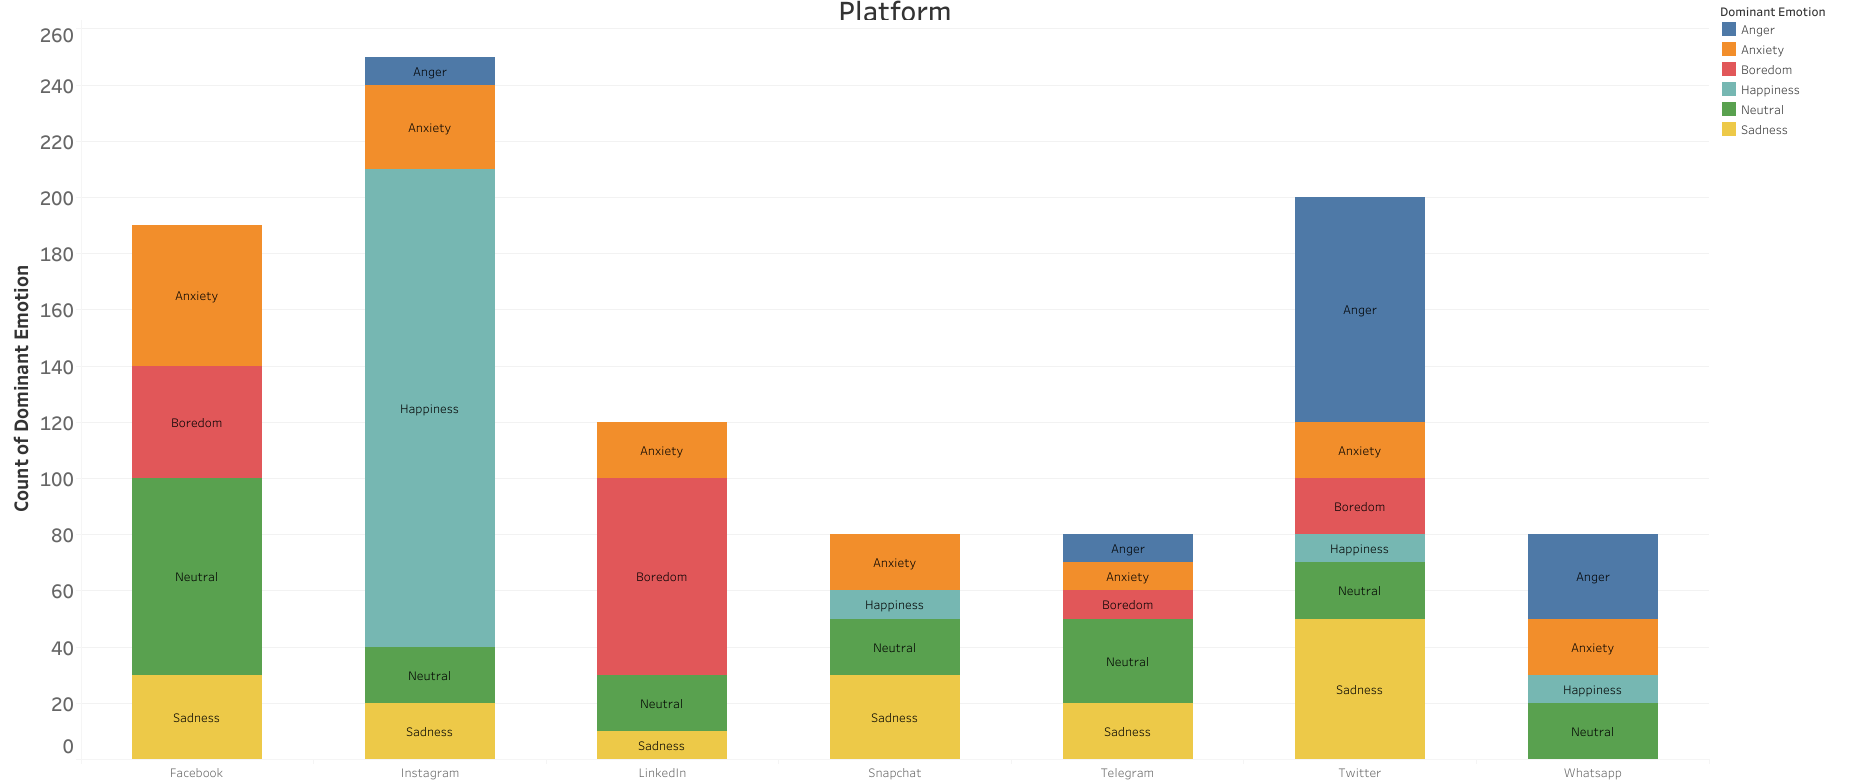 Platform
Dominant Emotion
Anger
Anxiety
Boredom
Happiness
Neutral
Sadness
Count of Dominant Emotion
260
240
220
200
180
160
140
120
100
80
60
40
20
0
Anxiety
Boredom
Neutral
Sadness
Anger
Anxiety
Happiness
Neutral
Sadness
Anxiety
Boredom
Neutral
Sadness
Anxiety
Happiness
Neutral
Sadness
Anger
Anxiety
Boredom
Neutral
Sadness
Anger
Anxiety
Boredom
Happiness
Neutral
Sadness
Anger
Anxiety
Happiness
Neutral
Facebook
Instagram
LinkedIn
Snapchat
Telegram
Twitter
Whatsapp